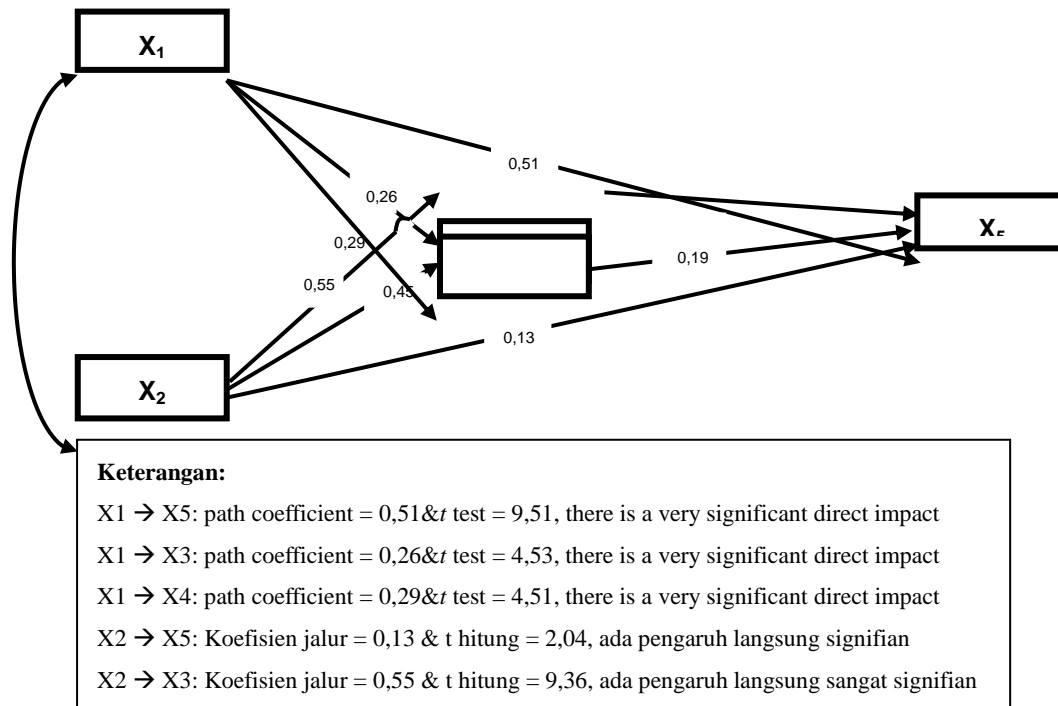 X₁
0,51
0,26
0,29
0,19
0,55
0,45
0,13
X₂
Keterangan:
X1 → X5: path coefficient = 0,51&t test = 9,51, there is a very significant direct impact
X1 → X3: path coefficient = 0,26&t test = 4,53, there is a very significant direct impact
X1 → X4: path coefficient = 0,29&t test = 4,51, there is a very significant direct impact
X2 → X5: Koefisien jalur = 0,13 & t hitung = 2,04, ada pengaruh langsung signifian
X2 → X3: Koefisien jalur = 0,55 & t hitung = 9,36, ada pengaruh langsung sangat signifian